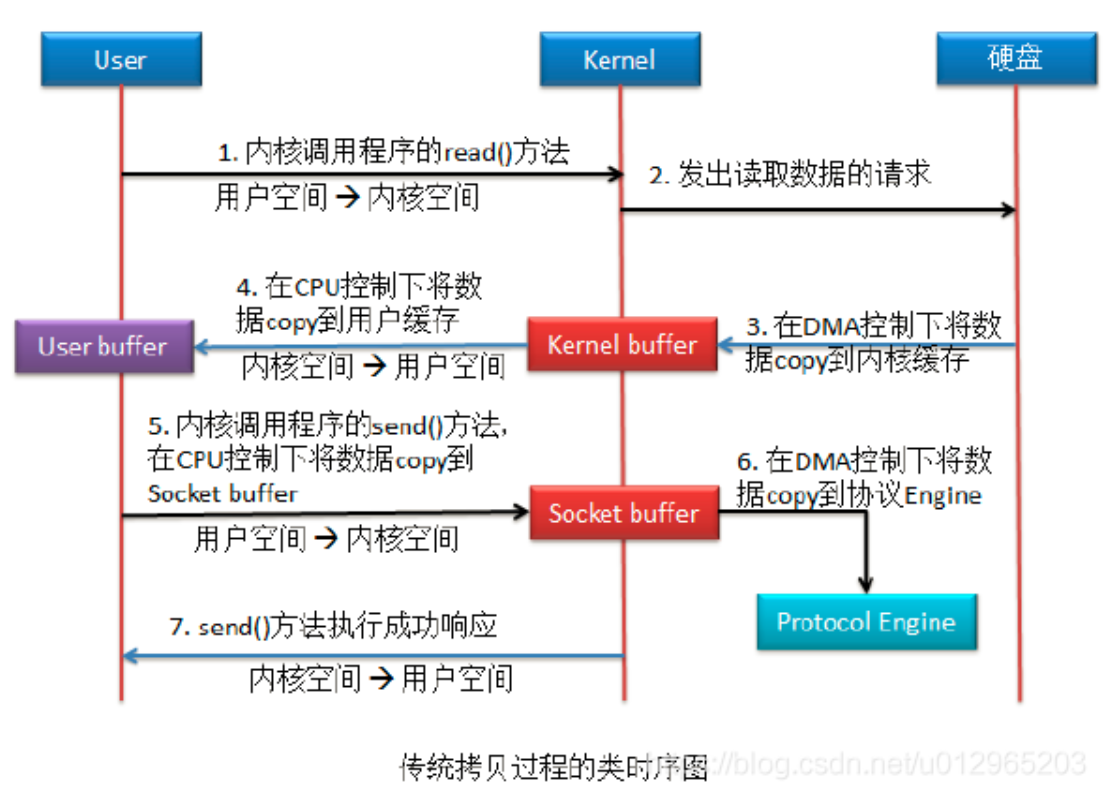 User
Kernel
硬盘
1. 内核调用程序的read()方法
用户空间 → 内核空间
2. 发出读取数据的请求
4. 在CPU控制下将数
据copy到用户缓存
内核空间 → 用户空间
3. 在DMA控制下将数
据copy到内核缓存
User buffer
Kernel buffer
5. 内核调用程序的send()方法,
在CPU控制下将数据copy到
Socket buffer
用户空间 → 内核空间
Socket buffer
6. 在DMA控制下将数
据copy到协议Engine
Protocol Engine
7. send()方法执行成功响应
内核空间 → 用户空间
传统拷贝过程的类时序图
https://blog.csdn.net/u012965203